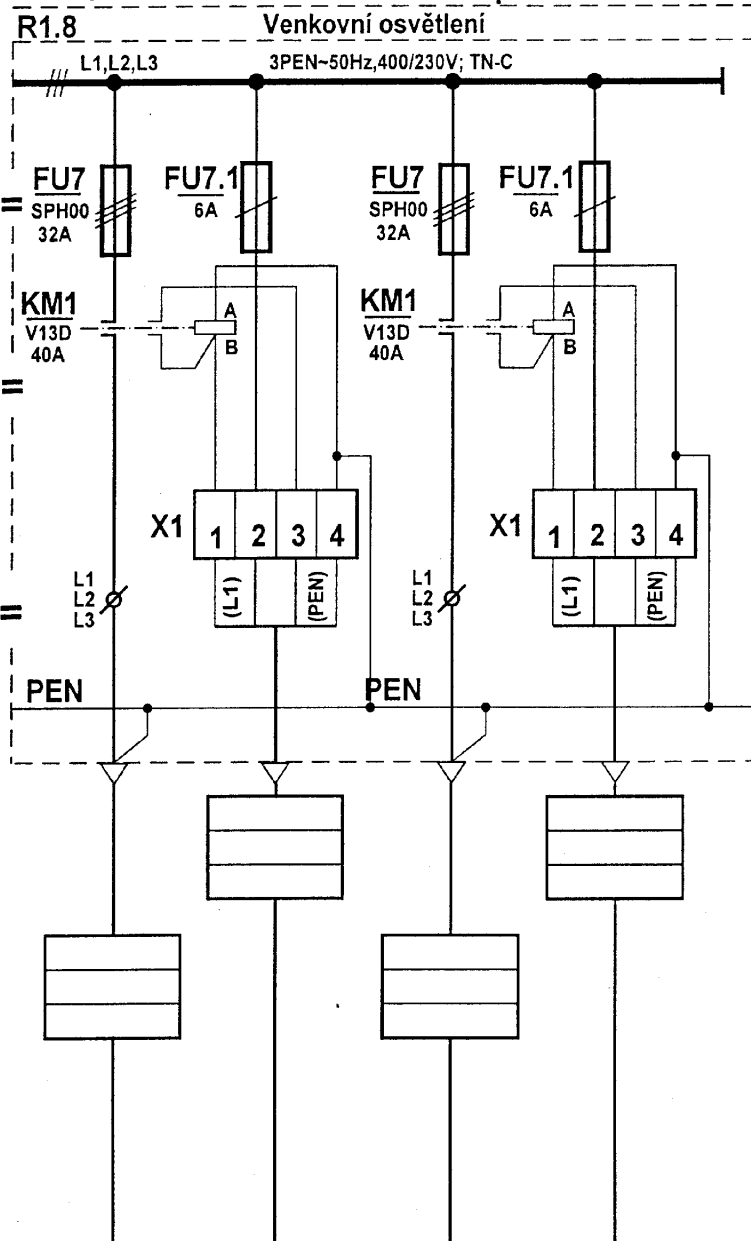 R1.8
Venkovní osvětlení
L1,L2,L3
3PEN~50Hz,400/230V; TN-C
FU7
SPH00
32A
FU7.1
6A
FU7
SPH00
32A
FU7.1
6A
KM1
V13D
40A
A
B
KM1
V13D
40A
A
B
X1
1 2 3 4
X1
1 2 3 4
L1
L2
L3
(L1)
(PEN)
L1
L2
L3
(L1)
(PEN)
PEN
PEN